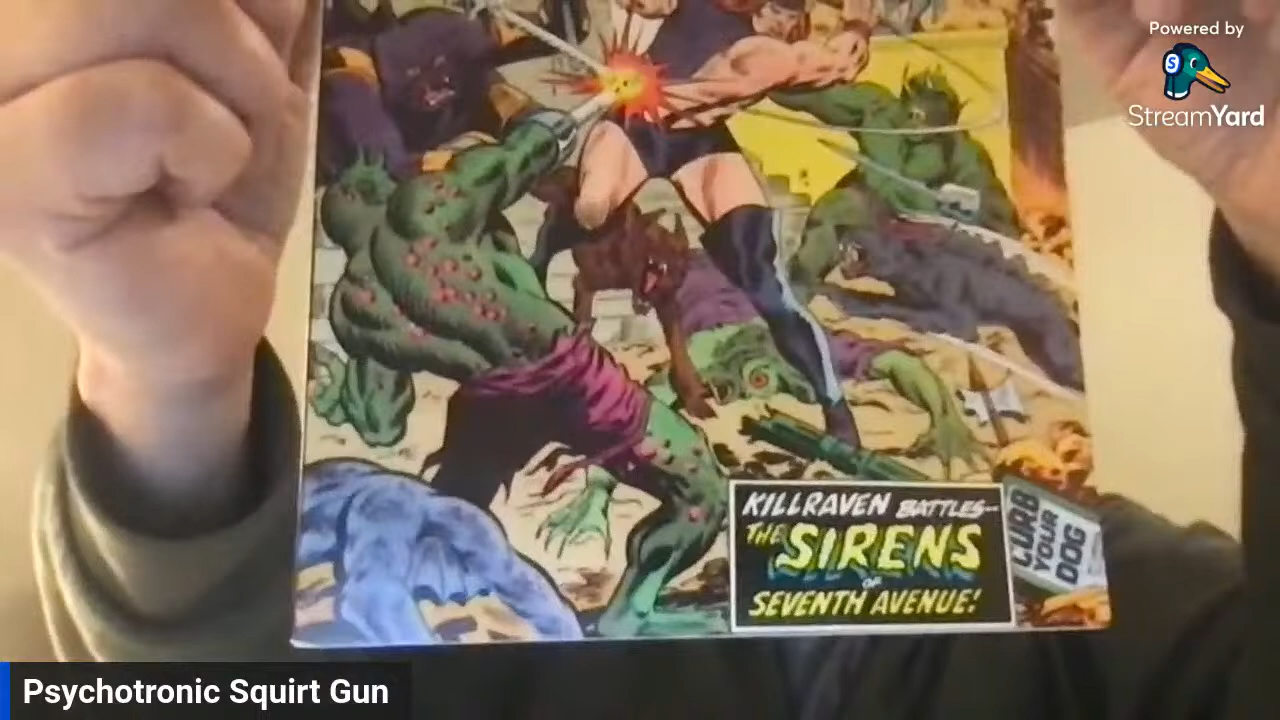 Powered by
StreamYard
KILLRAVEN BATTLES--
THE SIRENS
OF
SEVENTH AVENUE!
CURB
YOUR
DOG
Psychotronic Squirt Gun